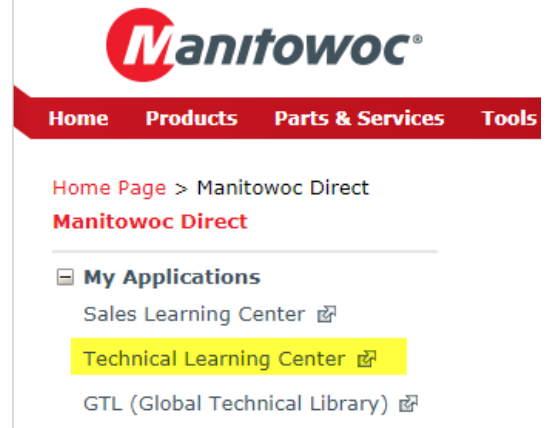 Manitowoc®
Home Products Parts & Services Tools
Home Page > Manitowoc Direct
Manitowoc Direct
My Applications
Sales Learning Center
Technical Learning Center
GTL (Global Technical Library)